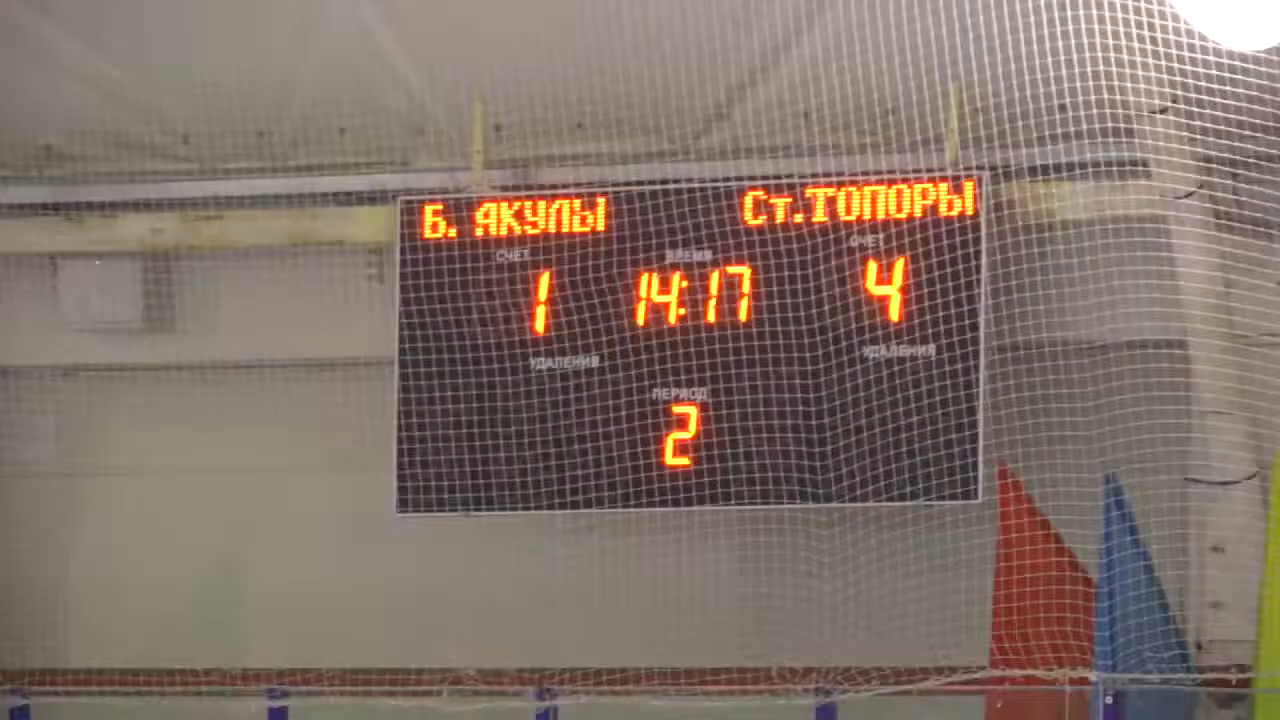 Б. АКУЛЫ Ст.ТОПОРЫ
СЧЕТ ВРЕМЯ СЧЕТ
1 14:17 4
УДАЛЕНИЯ УДАЛЕНИЯ
ПЕРИОД
2